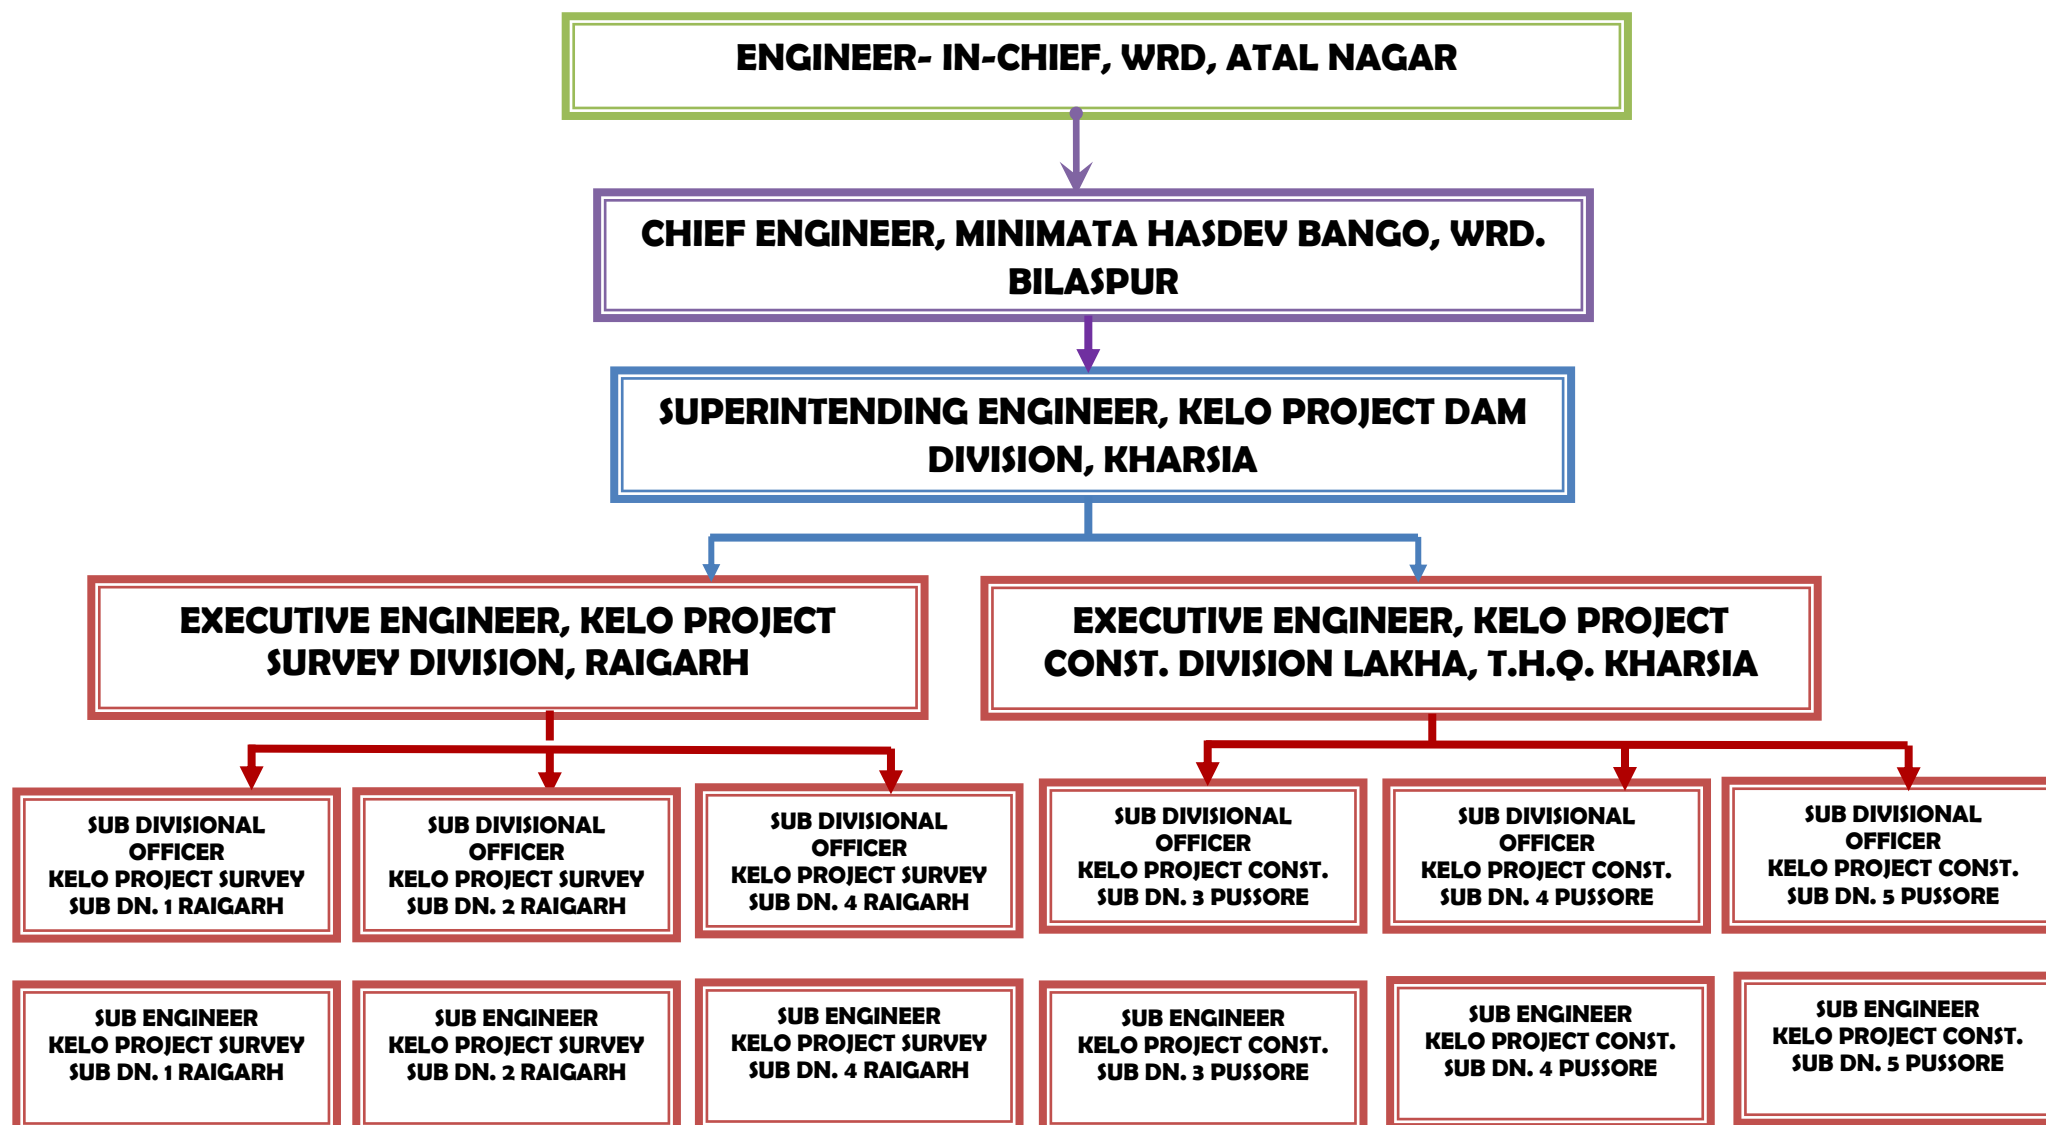 ENGINEER- IN-CHIEF, WRD, ATAL NAGAR
CHIEF ENGINEER, MINIMATA HASDEV BANGO, WRD.
BILASPUR
SUPERINTENDING ENGINEER, KELO PROJECT DAM
DIVISION, KHARSIA
EXECUTIVE ENGINEER, KELO PROJECT
SURVEY DIVISION, RAIGARH
EXECUTIVE ENGINEER, KELO PROJECT
CONST. DIVISION LAKHA, T.H.Q. KHARSIA
SUB DIVISIONAL
OFFICER
KELO PROJECT SURVEY
SUB DN. 1 RAIGARH
SUB DIVISIONAL
OFFICER
KELO PROJECT SURVEY
SUB DN. 2 RAIGARH
SUB DIVISIONAL
OFFICER
KELO PROJECT SURVEY
SUB DN. 4 RAIGARH
SUB DIVISIONAL
OFFICER
KELO PROJECT CONST.
SUB DN. 3 PUSSORE
SUB DIVISIONAL
OFFICER
KELO PROJECT CONST.
SUB DN. 4 PUSSORE
SUB DIVISIONAL
OFFICER
KELO PROJECT CONST.
SUB DN. 5 PUSSORE
SUB ENGINEER
KELO PROJECT SURVEY
SUB DN. 1 RAIGARH
SUB ENGINEER
KELO PROJECT SURVEY
SUB DN. 2 RAIGARH
SUB ENGINEER
KELO PROJECT SURVEY
SUB DN. 4 RAIGARH
SUB ENGINEER
KELO PROJECT CONST.
SUB DN. 3 PUSSORE
SUB ENGINEER
KELO PROJECT CONST.
SUB DN. 4 PUSSORE
SUB ENGINEER
KELO PROJECT CONST.
SUB DN. 5 PUSSORE